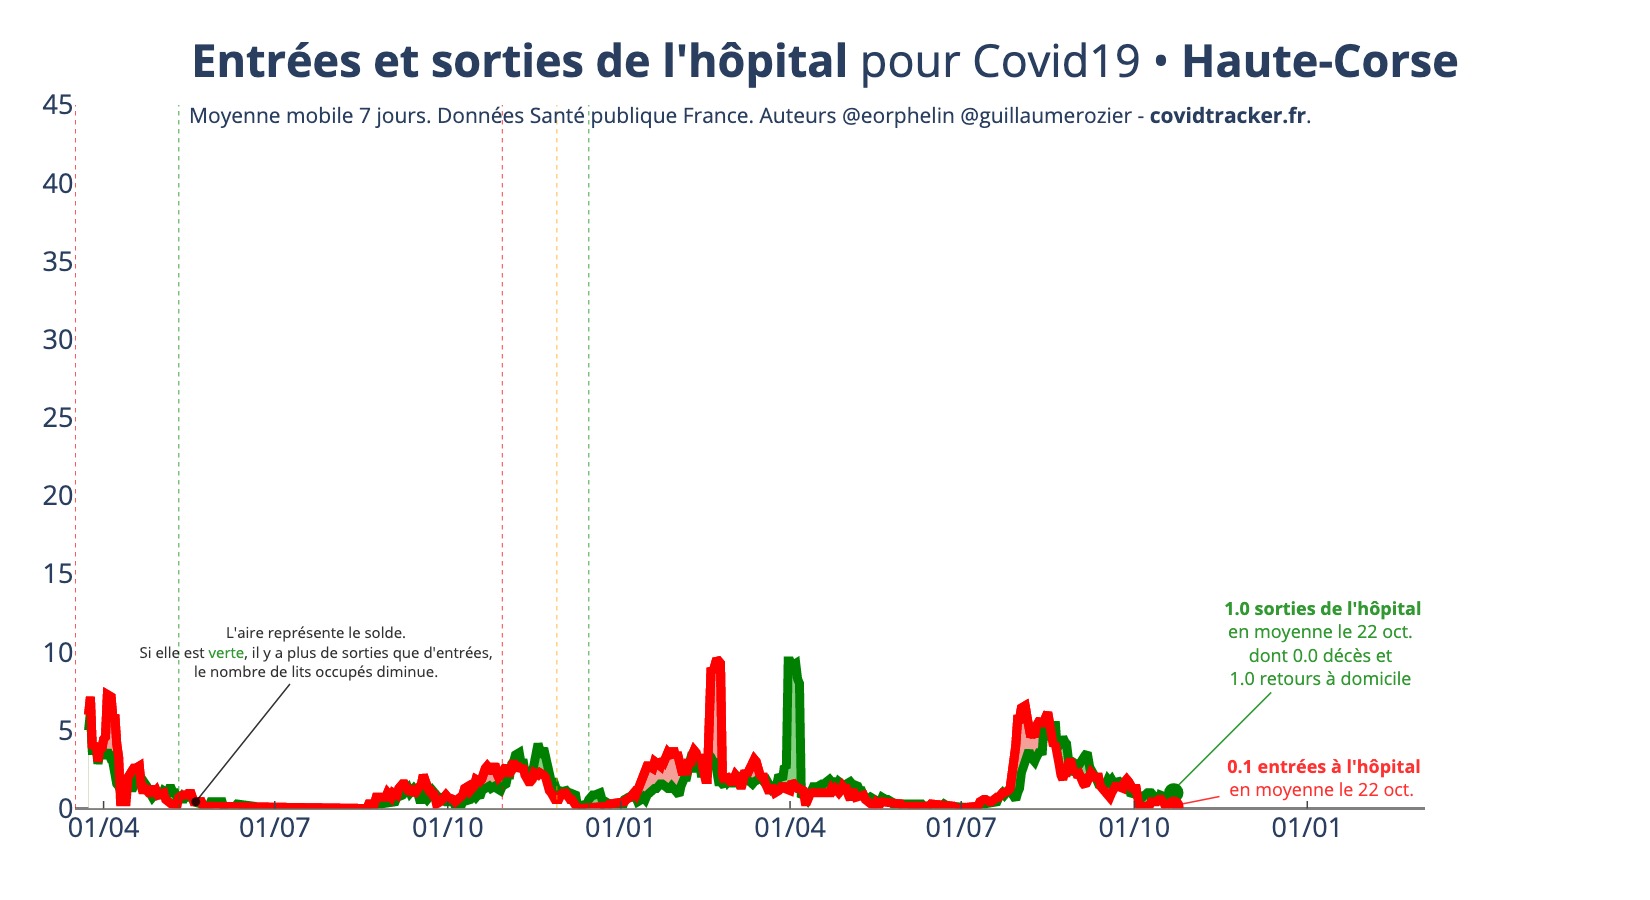 Entrées et sorties de l'hôpital pour Covid19 • Haute-Corse
Moyenne mobile 7 jours. Données Santé publique France. Auteurs @eorphelin @guillaumerozier - covidtracker.fr.
45
40
35
30
25
20
15
10
5
0
L'aire représente le solde.
Si elle est verte, il y a plus de sorties que d'entrées,
le nombre de lits occupés diminue.
1.0 sorties de l'hôpital
en moyenne le 22 oct.
dont 0.0 décès et
1.0 retours à domicile
0.1 entrées à l'hôpital
en moyenne le 22 oct.
01/04 01/07 01/10 01/01 01/04 01/07 01/10 01/01